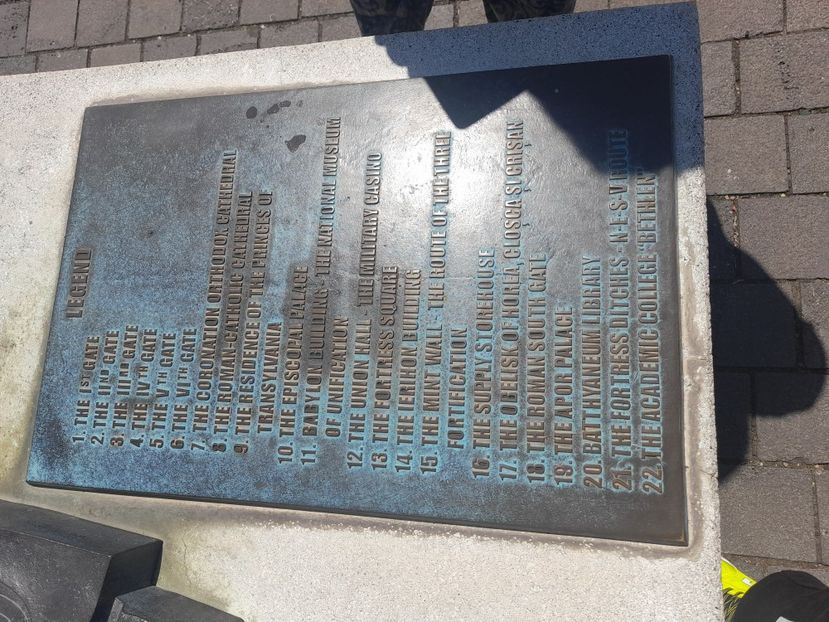 LEGEND
1. THE IST GATE
2. THE IIND GATE
3. THE IIIRD GATE
4. THE IVTH GATE
5. THE VTH GATE
6. THE VITH GATE
7. THE CORONATION ORTHODOX CATHEDRAL
8. THE ROMAN-CATHOLIC CATHEDRAL
9. THE RESIDENCE OF THE PRINCES OF
TRANSYLVANIA
10. THE EPISCOPAL PALACE
11. BABYLON BUILDING - THE NATIONAL MUSEUM
OF UNIFICATION
12. THE UNION HALL - THE MILITARY CASINO
13. THE FORTRESS SQUARE
14. THE VERILOR BUILDING
15. THE MINT WALL - THE ROUTE OF THE THREE
FORTIFICATION
16. THE SUPPLY STOREHOUSE
17. THE OBELISK OF HOREA, CLOSCA SI CRISAN
18. THE ROMAN SOUTH GATE
19. THE APOR PALACE
20. BATTHYANEUM LIBRARY
21. THE FORTRESS DITCHES - N-E-S-V ROUTE
22. THE ACADEMIC COLLEGE "BETHLEN"